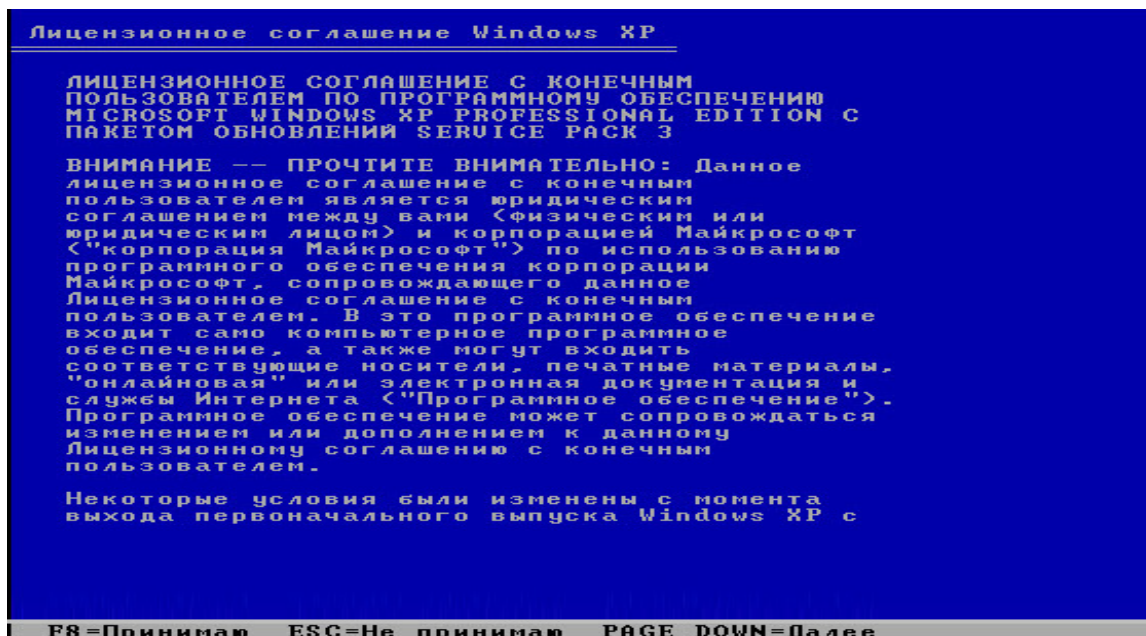 Лицензионное соглашение Windows XP
ЛИЦЕНЗИОННОЕ СОГЛАШЕНИЕ С КОНЕЧНЫМ
ПОЛЬЗОВАТЕЛЕМ ПО ПРОГРАММНОМУ ОБЕСПЕЧЕНИЮ
MICROSOFT WINDOWS XP PROFESSIONAL EDITION С
ПАКЕТОМ ОБНОВЛЕНИЙ SERVICE PACK 3
ВНИМАНИЕ -- ПРОЧТИТЕ ВНИМАТЕЛЬНО: Данное
лицензионное соглашение с конечным
пользователем является юридическим
соглашением между вами (физическим или
юридическим лицом) и корпорацией Майкрософт
("корпорация Майкрософт") по использованию
программного обеспечения корпорации
Майкрософт, сопровождающего данное
Лицензионное соглашение с конечным
пользователем. В это программное обеспечение
входит само компьютерное программное
обеспечение, а также могут входить
соответствующие носители, печатные материалы,
"онлайновая" или электронная документация и
службы Интернета ("Программное обеспечение").
Программное обеспечение может сопровождаться
изменением или дополнением к данному
Лицензионному соглашению с конечным
пользователем.
Некоторые условия были изменены с момента
выхода первоначального выпуска Windows XP с
F8=Принимаю ESC=Не принимаю PAGE DOWN=Далее